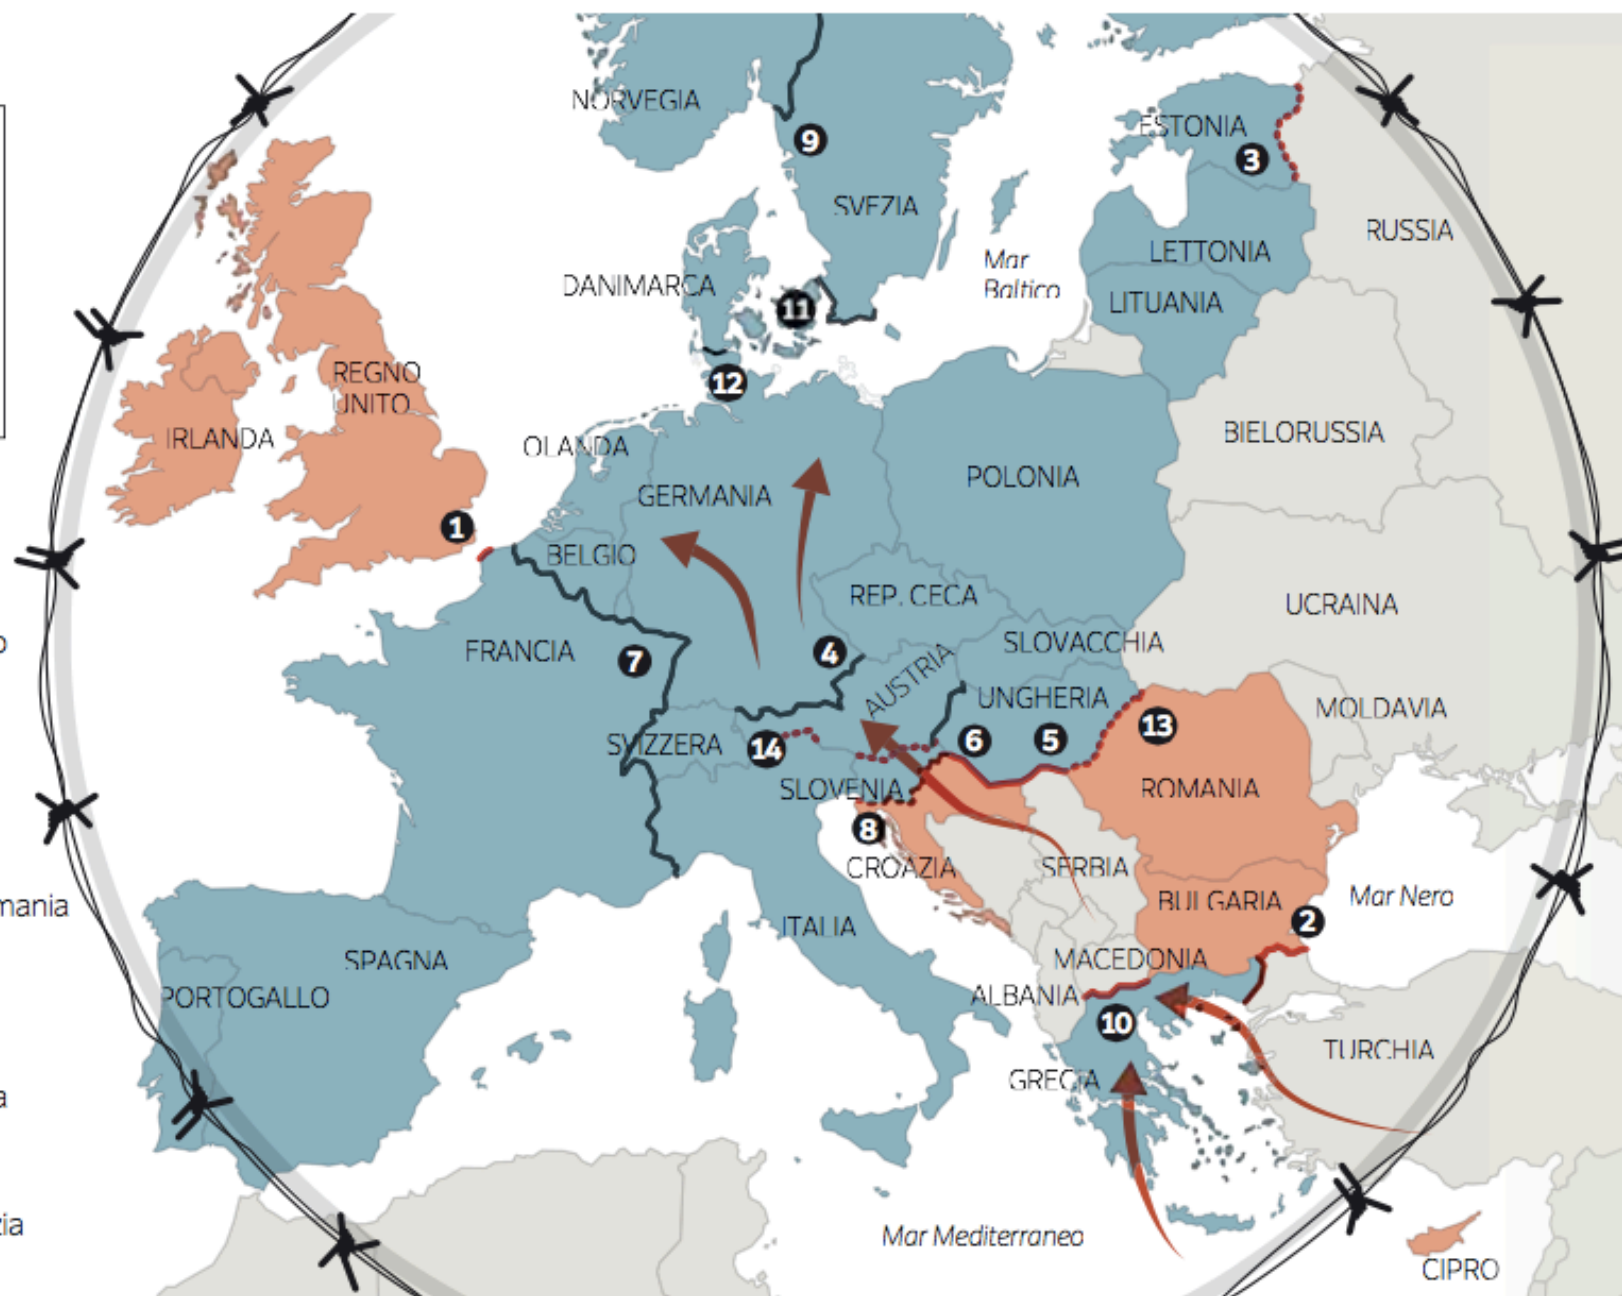 NORVEGIA
9
ESTONIA
3
SVEZIA
RUSSIA
LETTONIA
Mar
Baltico
DANIMARCA
11
LITUANIA
REGNO
UNITO
12
IRLANDA
OLANDA
BIELORUSSIA
POLONIA
GERMANIA
1
BELGIO
REP. CECA
UCRAINA
o
FRANCIA
7
4
SLOVACCHIA
AUSTRIA
UNGHERIA
MOLDAVIA
13
SVIZZERA
14
6
5
SLOVENIA
ROMANIA
8
CROAZIA
SERBIA
mania
BULGARIA
Mar Nero
2
ITALIA
SPAGNA
MACEDONIA
PORTOGALLO
ALBANIA
10
TURCHIA
GRECIA
a
zia
Mar Mediterraneo
CIPRO